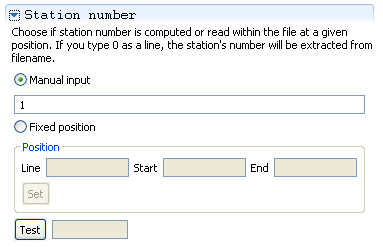 Station number
Choose if station number is computed or read within the file at a given
position. If you type 0 as a line, the station's number will be extracted from
filename.
Manual input
1
Fixed position
Position
Line Start End
Set
Test